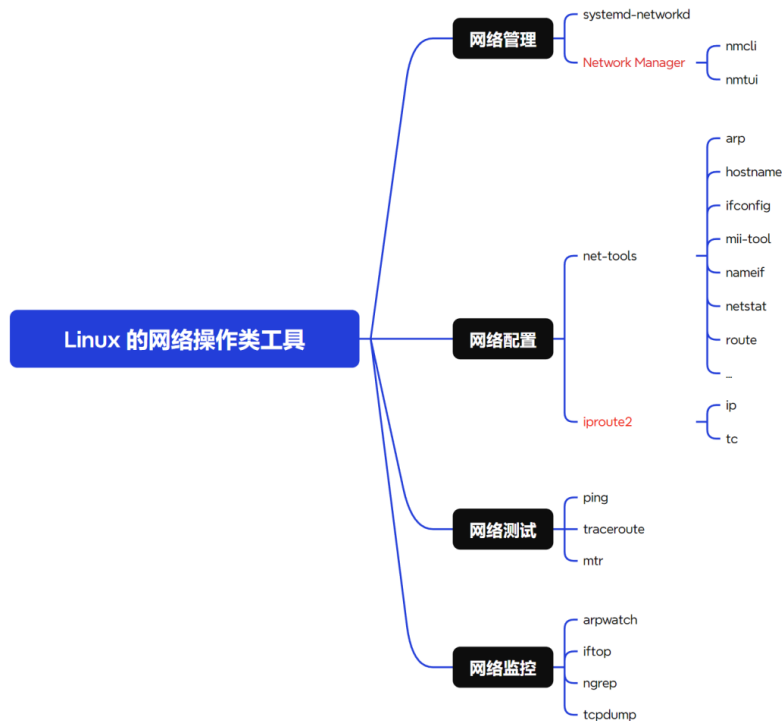 Linux 的网络操作类工具
网络管理
systemd-networkd
Network Manager
nmcli
nmtui
网络配置
net-tools
arp
hostname
ifconfig
mii-tool
nameif
netstat
route
...
iproute2
ip
tc
网络测试
ping
traceroute
mtr
网络监控
arpwatch
iftop
ngrep
tcpdump